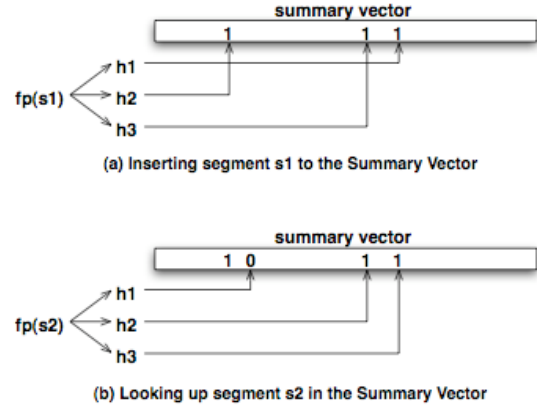 summary vector
1 1 1
h1
fp(s1) h2
h3
(a) Inserting segment s1 to the Summary Vector
summary vector
1 0 1 1
h1
fp(s2) h2
h3
(b) Looking up segment s2 in the Summary Vector